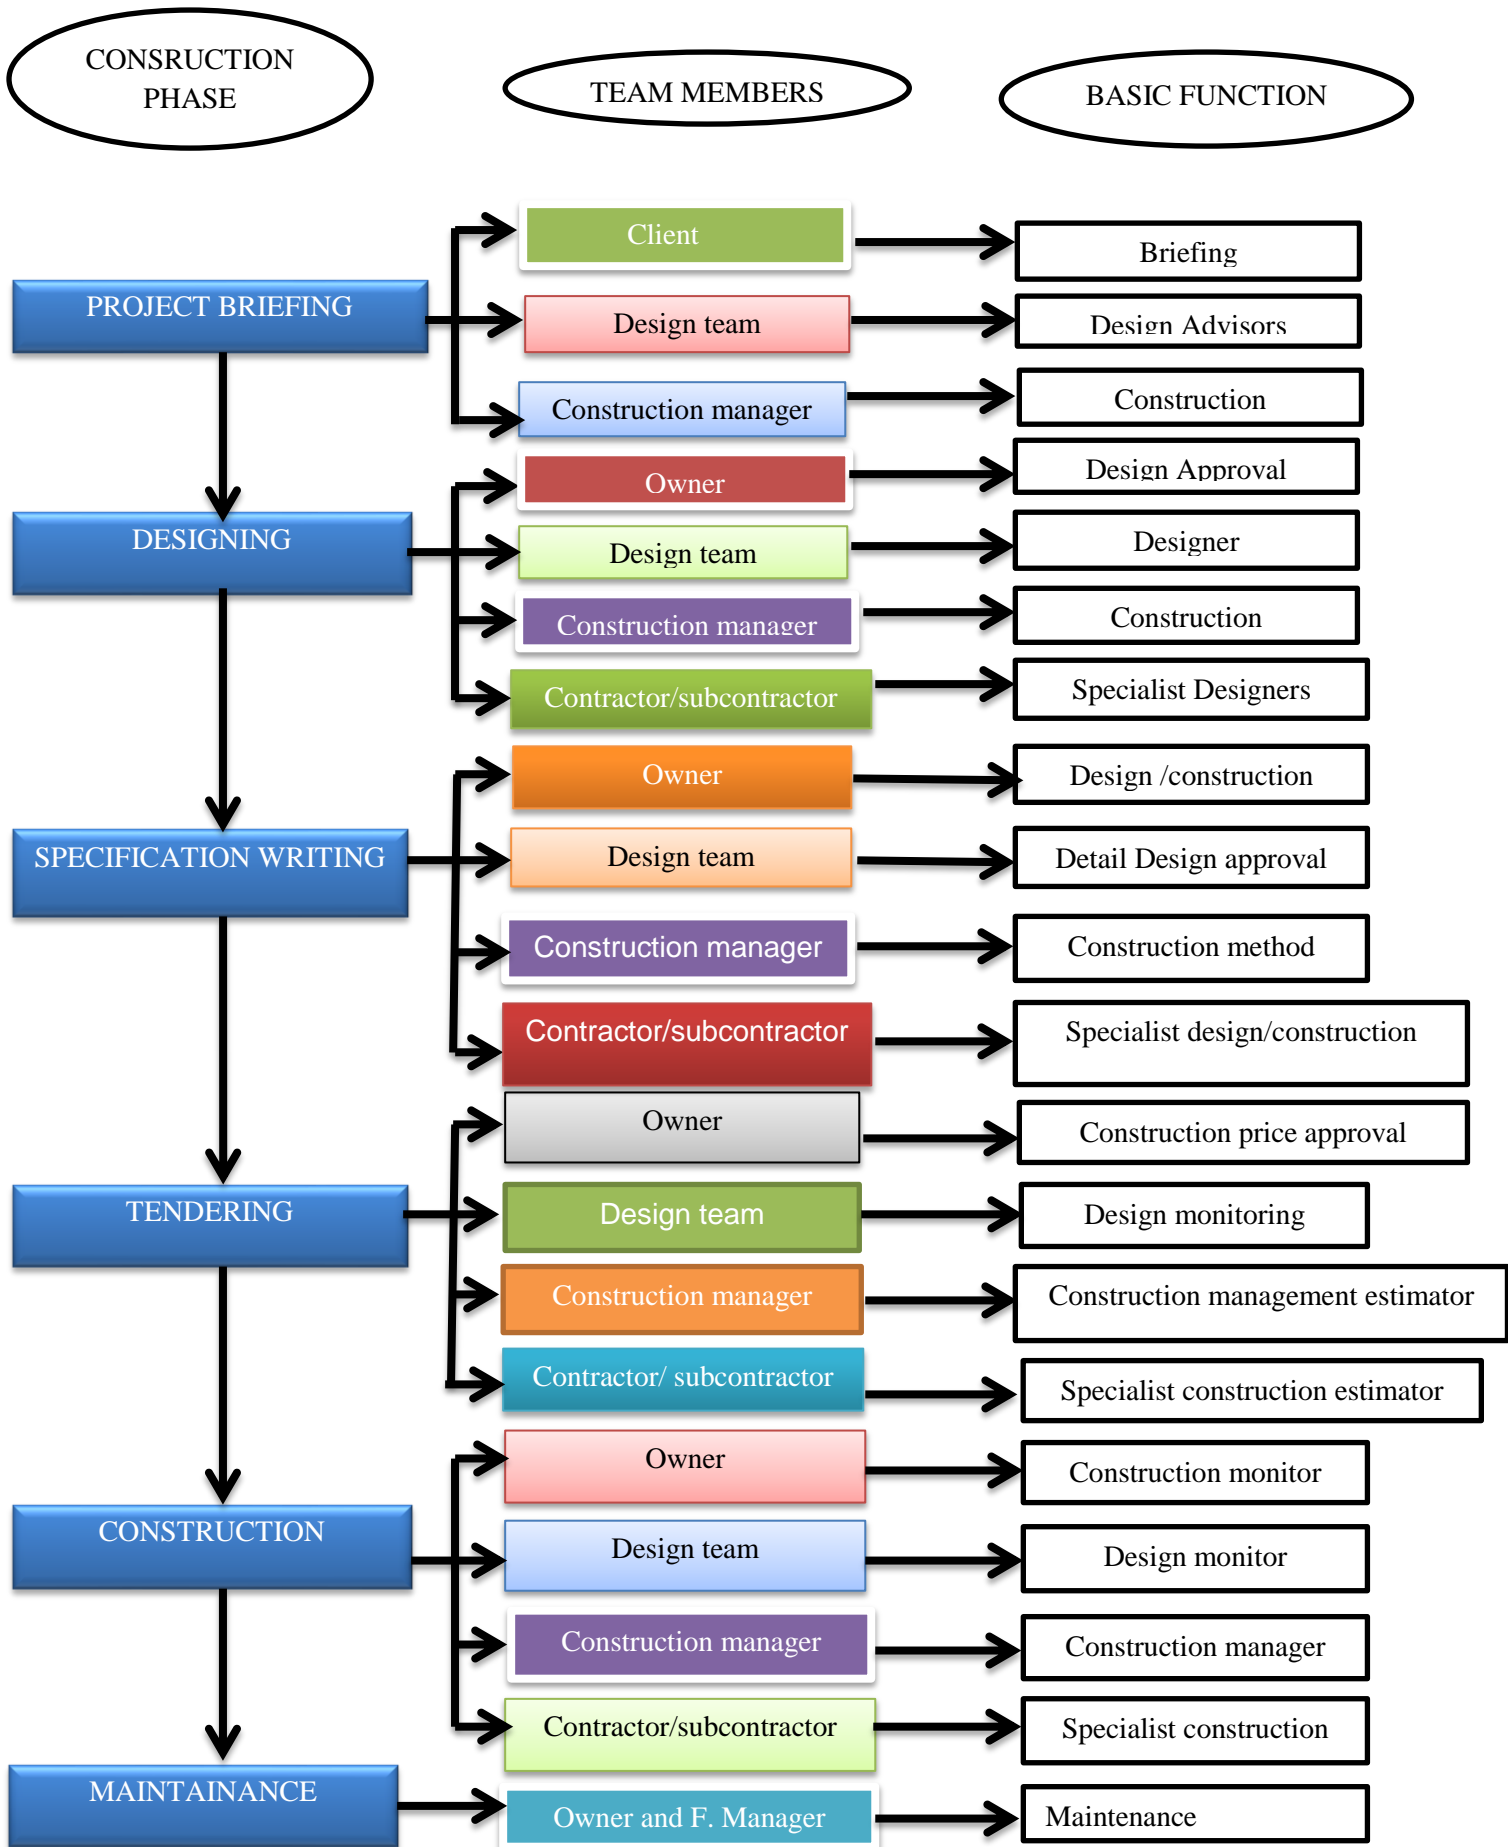 CONSRUCTION
PHASE
TEAM MEMBERS
BASIC FUNCTION
PROJECT BRIEFING
Client
Briefing
Design team
Design Advisors
Construction manager
Construction
DESIGNING
Owner
Design Approval
Design team
Designer
Construction manager
Construction
Contractor/subcontractor
Specialist Designers
SPECIFICATION WRITING
Owner
Design /construction
Design team
Detail Design approval
Construction manager
Construction method
Contractor/subcontractor
Specialist design/construction
TENDERING
Owner
Construction price approval
Design team
Design monitoring
Construction manager
Construction management estimator
Contractor/ subcontractor
Specialist construction estimator
CONSTRUCTION
Owner
Construction monitor
Design team
Design monitor
Construction manager
Construction manager
Contractor/subcontractor
Specialist construction
MAINTAINANCE
Owner and F. Manager
Maintenance